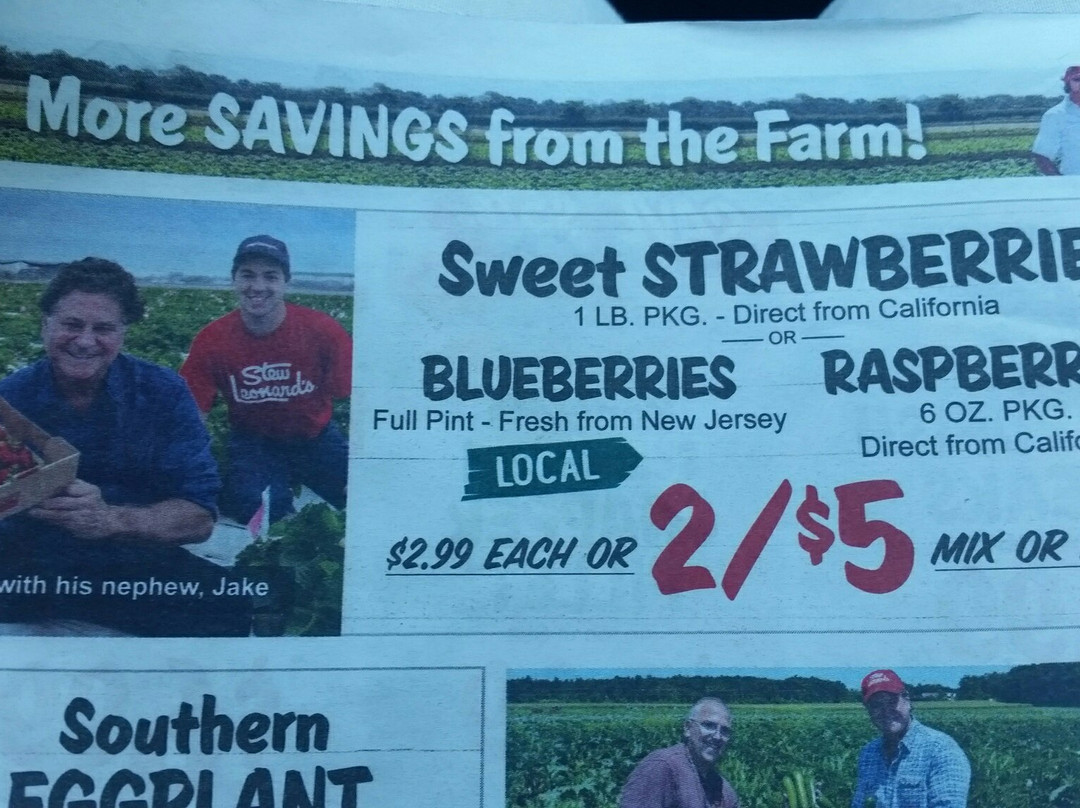 More SAVINGS from the Farm!
Stew
Leonard's
with his nephew, Jake
Sweet STRAWBERRIE
1 LB. PKG. - Direct from California
OR
BLUEBERRIES
Full Pint - Fresh from New Jersey
LOCAL
RASPBERR
6 OZ. PKG.
Direct from Califo
$2.99 EACH OR 2/$5 MIX OR
Southern
EGGPLANT